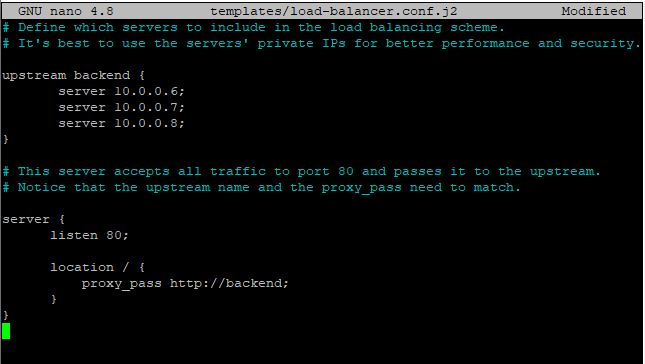 GNU nano 4.8 templates/load-balancer.conf.j2 Modified
# Define which servers to include in the load balancing scheme.
# It's best to use the servers' private IPs for better performance and security.
upstream backend {
server 10.0.0.6;
server 10.0.0.7;
server 10.0.0.8;
}
# This server accepts all traffic to port 80 and passes it to the upstream.
# Notice that the upstream name and the proxy_pass need to match.
server {
listen 80;
location / {
proxy_pass http://backend;
}
}